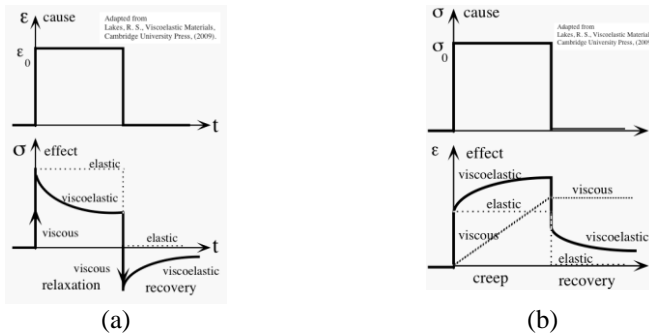 ε cause
Adapted from
Lakes, R. S., Viscoelastic Materials,
Cambridge University Press, (2009).
ε0
t
σ effect
elastic
viscoelastic
viscous
elastic
t
viscous
viscoelastic
relaxation recovery
(a)
σ cause
Adapted from
Lakes, R. S., Viscoelastic Material
Cambridge University Press, (2009
σ0
t
ε effect
viscoelastic
viscous
elastic
viscous
viscoelastic
elastic
t
creep recovery
(b)